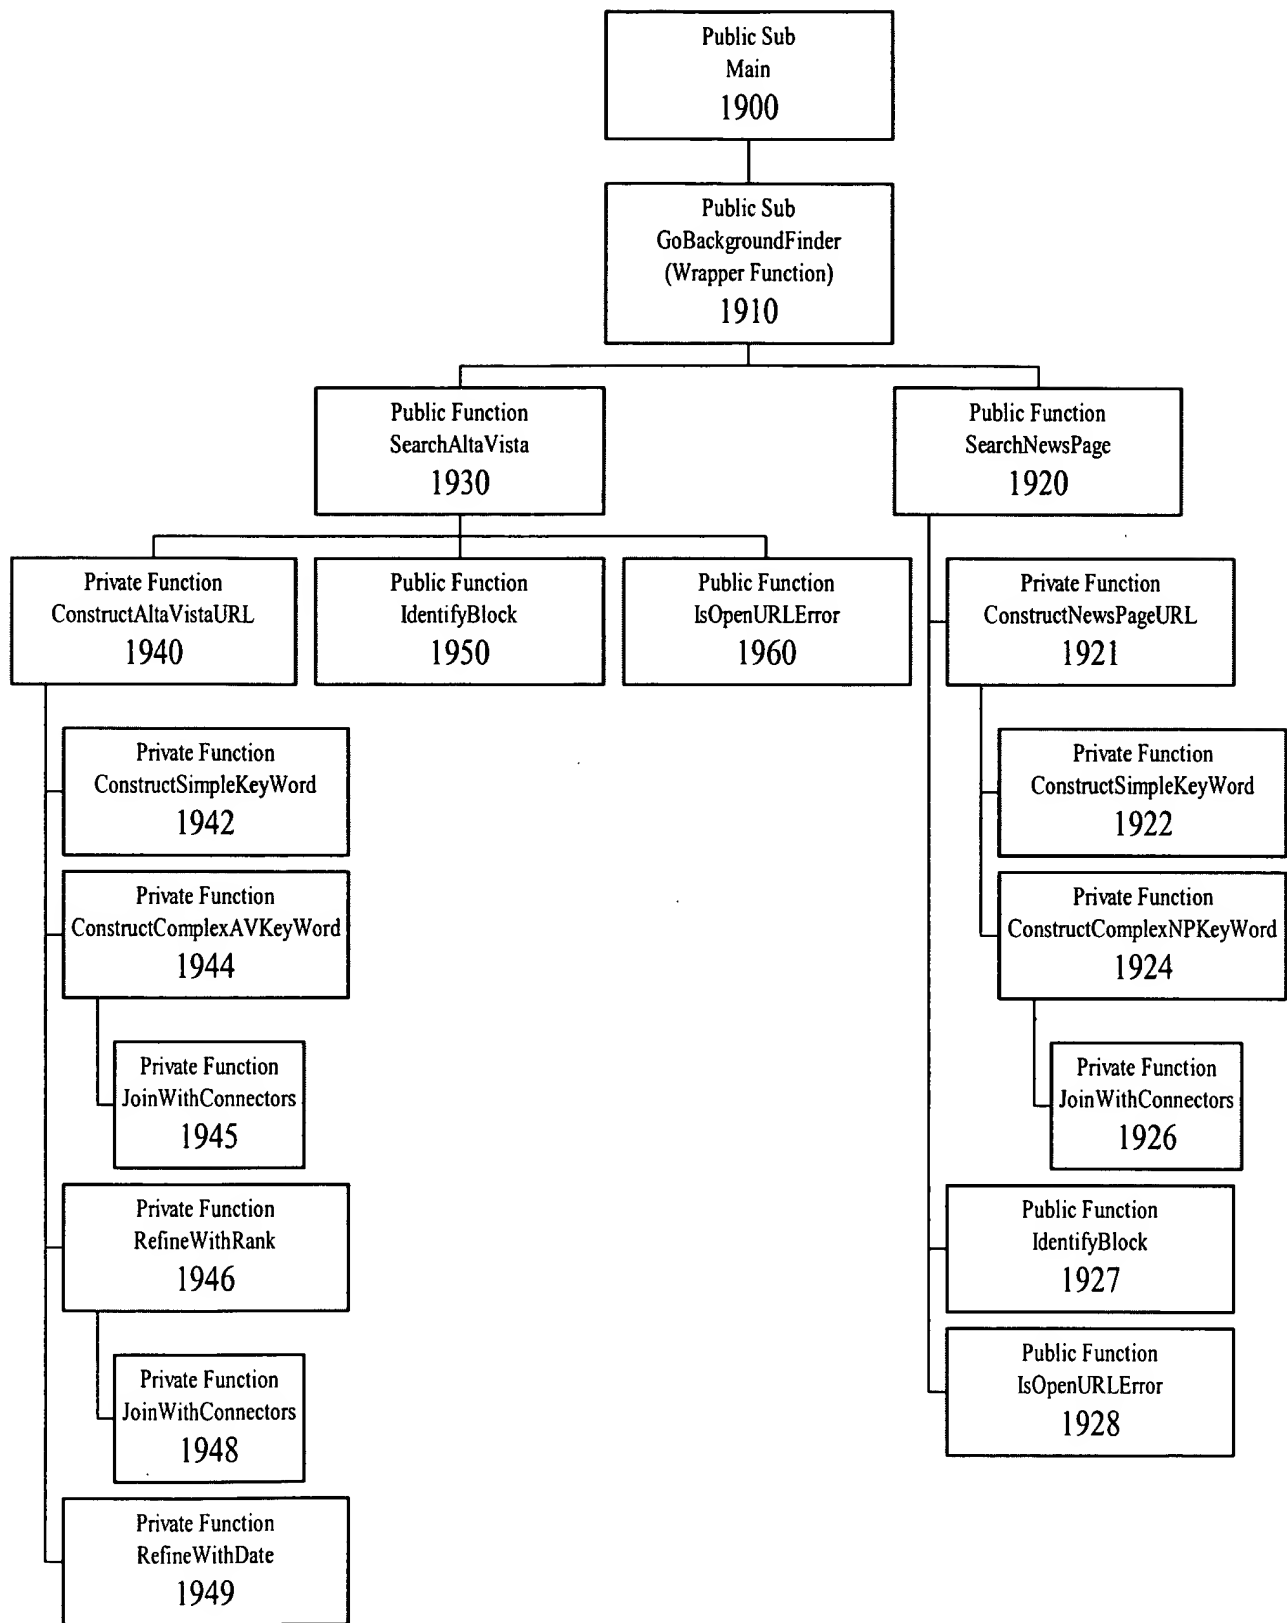 Public Sub
Main
1900
Public Sub
GoBackgroundFinder
(Wrapper Function)
1910
Public Function
SearchAltaVista
1930
Public Function
SearchNewsPage
1920
Private Function
ConstructAltaVistaURL
1940
Public Function
IdentifyBlock
1950
Public Function
IsOpenURLError
1960
Private Function
ConstructNewsPageURL
1921
Private Function
ConstructSimpleKeyWord
1942
Private Function
ConstructSimpleKeyWord
1922
Private Function
ConstructComplexAVKeyWord
1944
Private Function
ConstructComplexNPKeyWord
1924
Private Function
JoinWithConnectors
1945
Private Function
JoinWithConnectors
1926
Private Function
RefineWithRank
1946
Public Function
IdentifyBlock
1927
Private Function
JoinWithConnectors
1948
Public Function
IsOpenURLError
1928
Private Function
RefineWithDate
1949